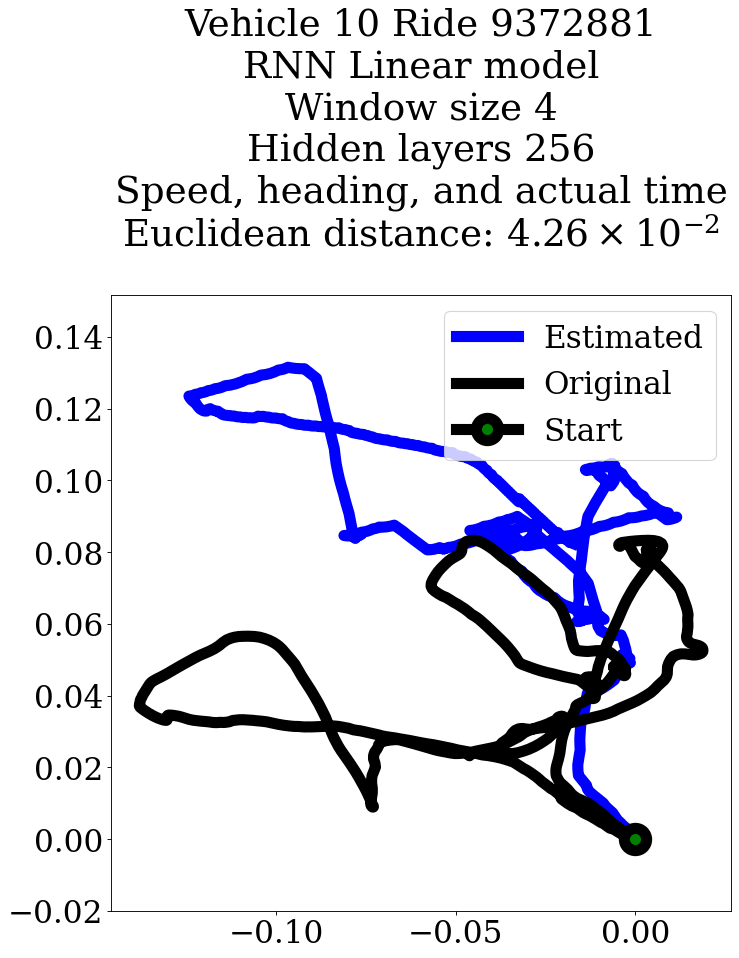 Vehicle 10 Ride 9372881
RNN Linear model
Window size 4
Hidden layers 256
Speed, heading, and actual time
Euclidean distance: 4.26 × 10⁻²
Estimated
Original
Start
0.14
0.12
0.10
0.08
0.06
0.04
0.02
0.00
−0.02
−0.10 −0.05 0.00